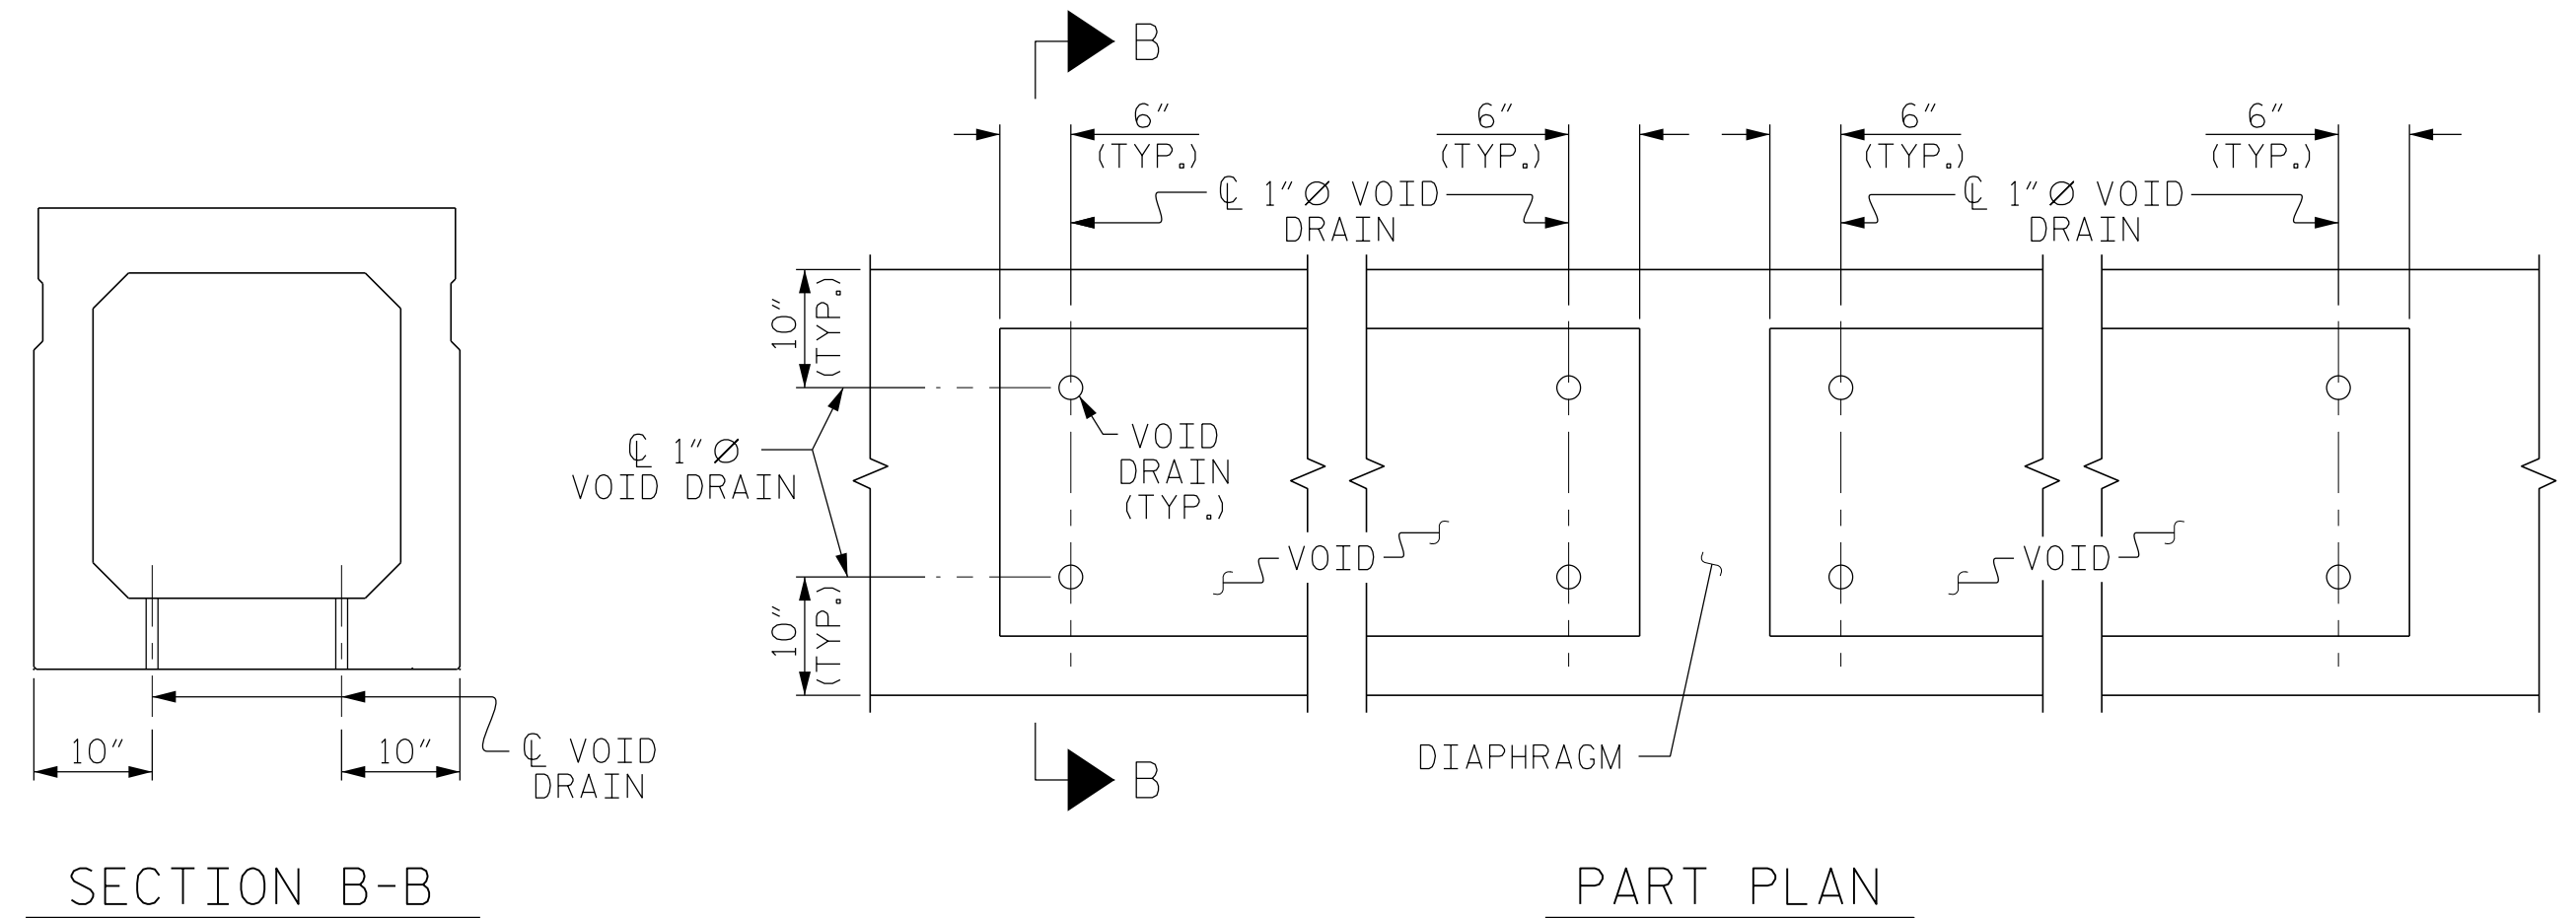 B
6"
(TYP.)
6"
(TYP.)
6"
(TYP.)
6"
(TYP.)
℄ 1"Ø VOID
DRAIN
℄ 1"Ø VOID
DRAIN
10"
(TYP.)
℄ 1"Ø
VOID DRAIN
VOID
DRAIN
(TYP.)
VOID
VOID
10"
(TYP.)
DIAPHRAGM
B
10"
10"
℄ VOID
DRAIN
SECTION B-B
PART PLAN